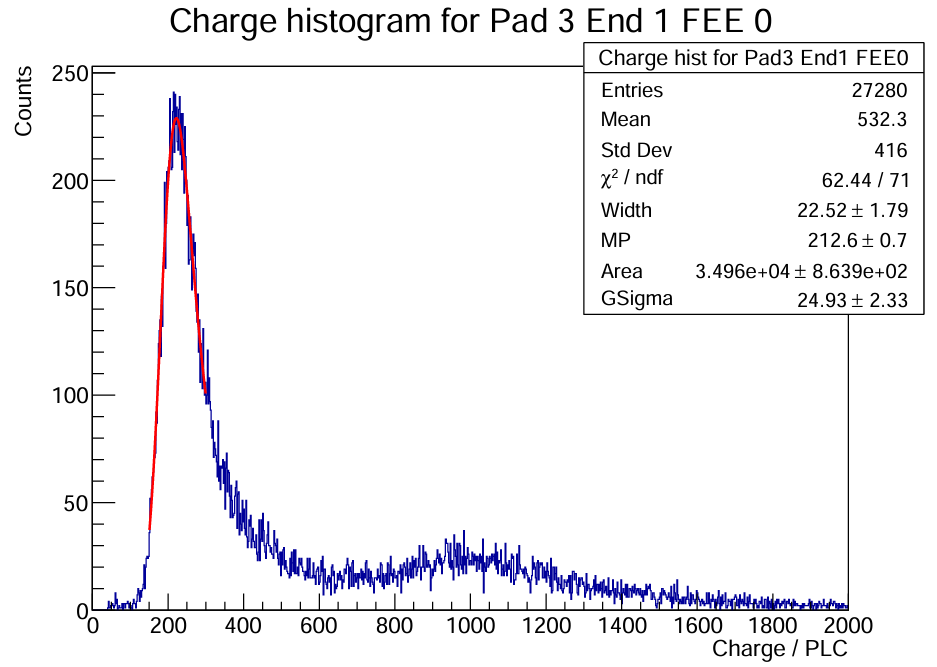 Charge histogram for Pad 3 End 1 FEE 0
Charge hist for Pad3 End1 FEE0
Entries 27280
Mean 532.3
Std Dev 416
χ² / ndf 62.44 / 71
Width 22.52 ± 1.79
MP 212.6 ± 0.7
Area 3.496e+04 ± 8.639e+02
GSigma 24.93 ± 2.33
Counts
250
200
150
100
50
0
0 200 400 600 800 1000 1200 1400 1600 1800 2000
Charge / PLC